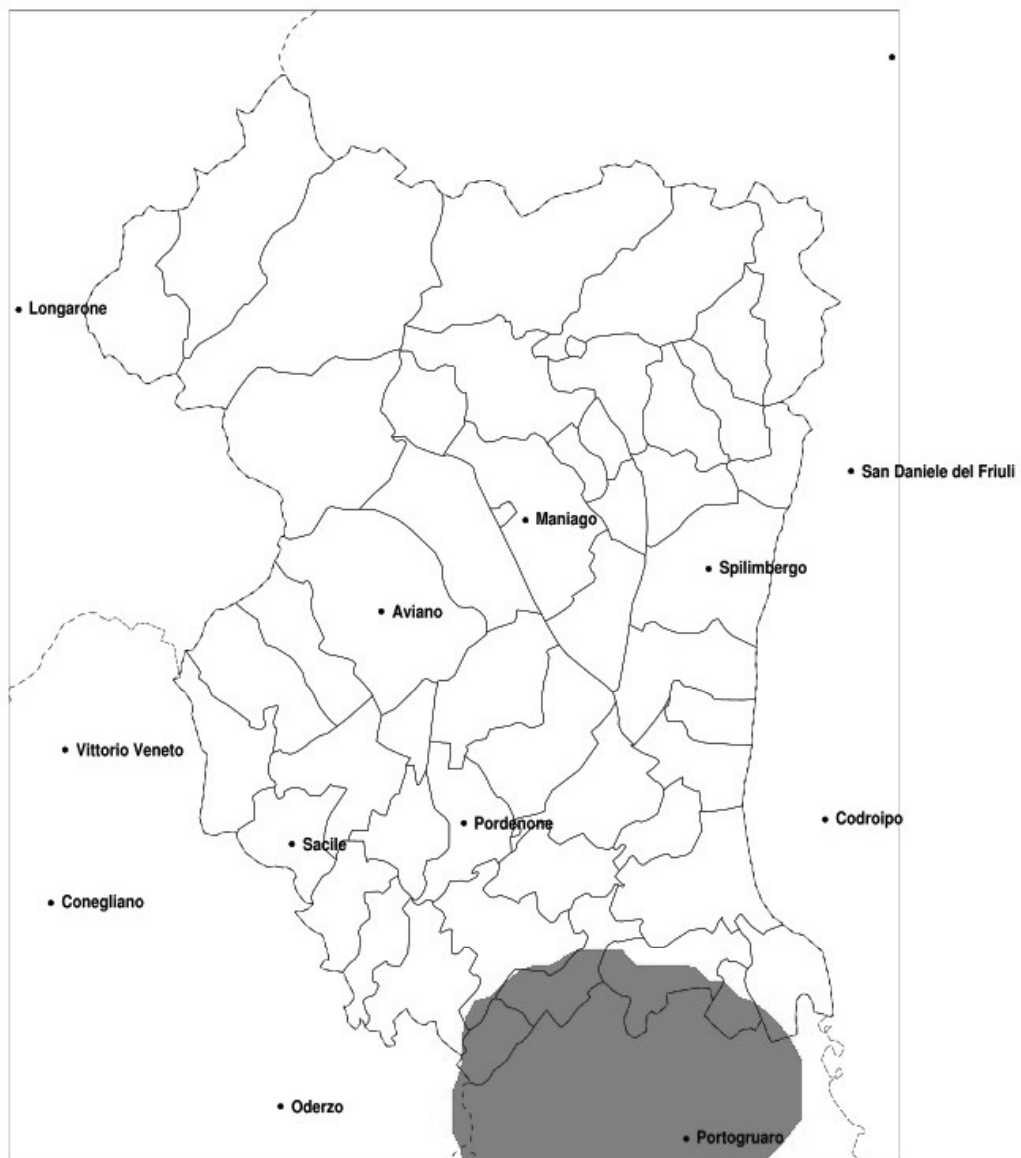 Longarone
San Daniele del Friuli
Maniago
Spilimbergo
Aviano
Vittorio Veneto
Codroipo
Pordenone
Sacile
Conegliano
Oderzo
Portogruaro